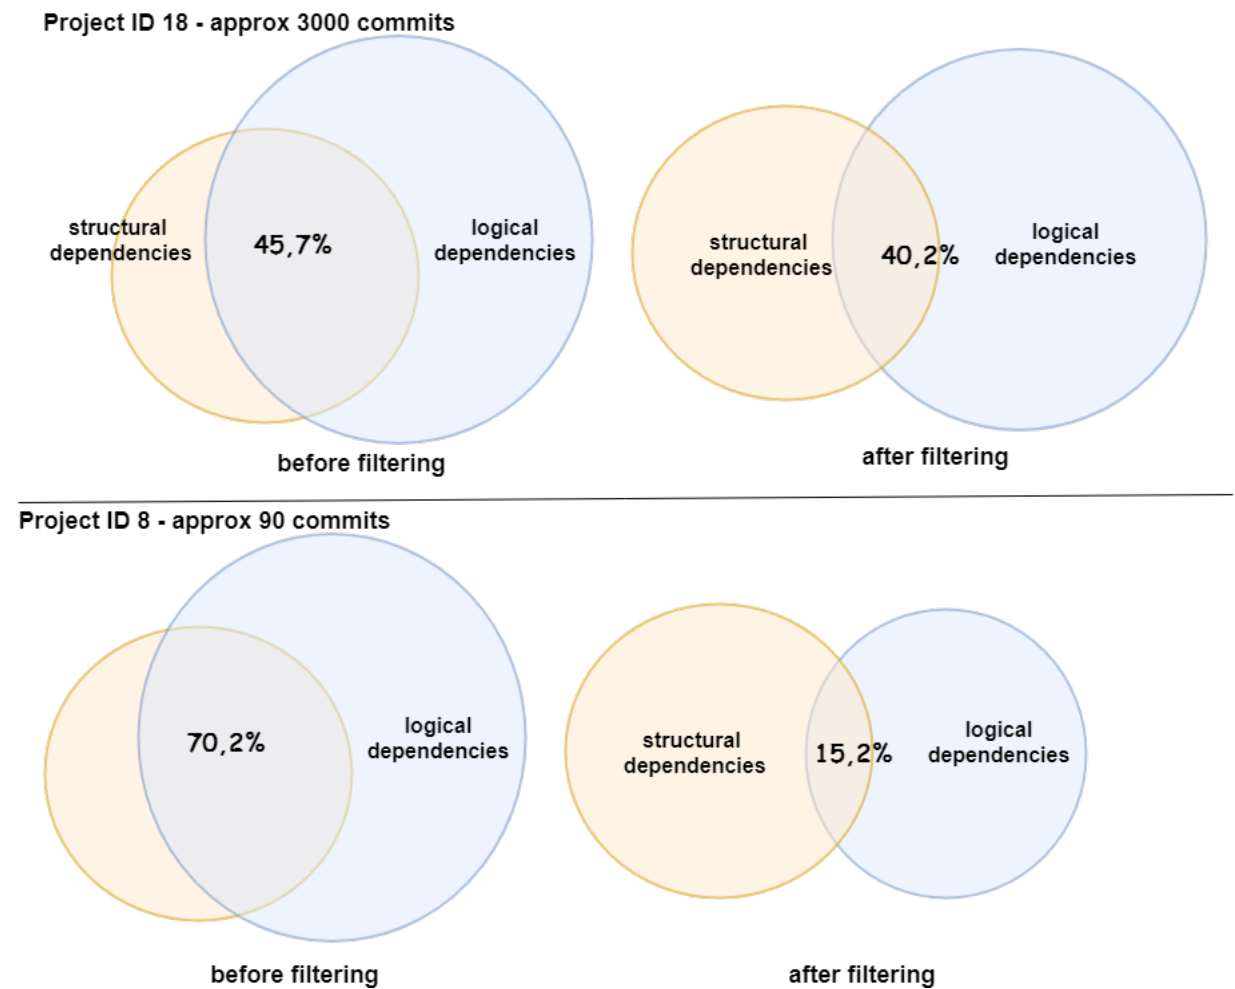 Project ID 18 - approx 3000 commits
structural
dependencies
45,7%
logical
dependencies
before filtering
structural
dependencies
40,2%
logical
dependencies
after filtering
Project ID 8 - approx 90 commits
70,2%
logical
dependencies
before filtering
structural
dependencies
15,2%
logical
dependencies
after filtering